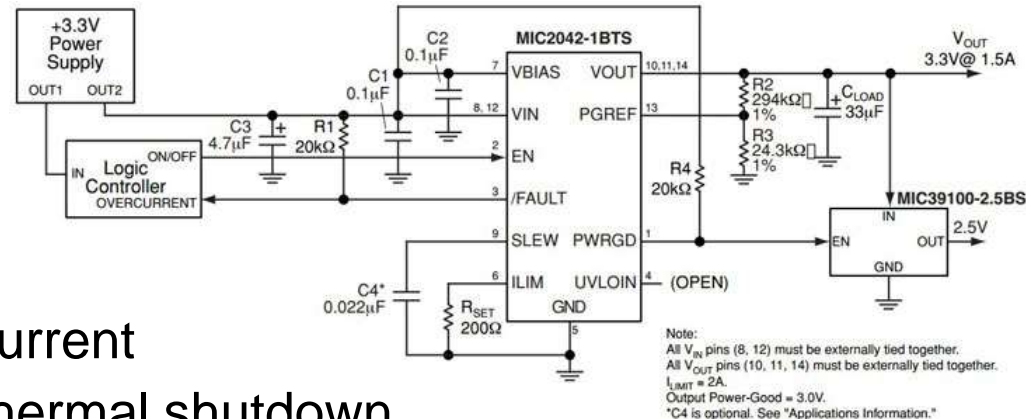 +3.3V
Power
Supply
OUT1 OUT2
IN
ON/OFF
Logic
Controller
OVERCURRENT
C3
4.7µF
R1
20kΩ
C1
0.1µF
C2
0.1µF
MIC2042-1BTS
7 VBIAS VOUT 10,11,14
8, 12 VIN PGREF 13
2 EN
3 /FAULT
9 SLEW PWRGD 1
6 ILIM UVLOIN 4 (OPEN)
GND
5
C4*
0.022µF
RSET
200Ω
R4
20kΩ
R2
294kΩ
1%
R3
24.3kΩ
1%
CLOAD
33µF
VOUT
3.3V@ 1.5A
MIC39100-2.5BS
IN
EN OUT
GND
2.5V
Note:
All VIN pins (8, 12) must be externally tied together.
All VOUT pins (10, 11, 14) must be externally tied together.
ILIMIT = 2A.
Output Power-Good = 3.0V.
*C4 is optional. See "Applications Information."
urrent
hermal shutdown